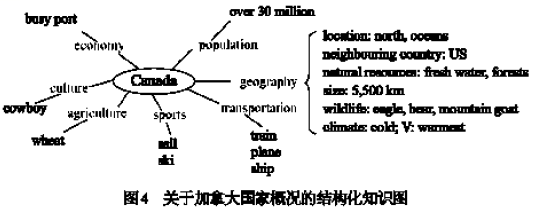 over 30 million
busy port
economy
population
location: north, oceans
neighbouring country: US
natural resources: fresh water, forests
size: 5,500 km
wildlife: eagle, bear, mountain goat
climate: cold; V: warmest
Canada
geography
culture
cowboy
agriculture
sports
transportation
wheat
sail
ski
train
plane
ship
图4 关于加拿大国家概况的结构化知识图